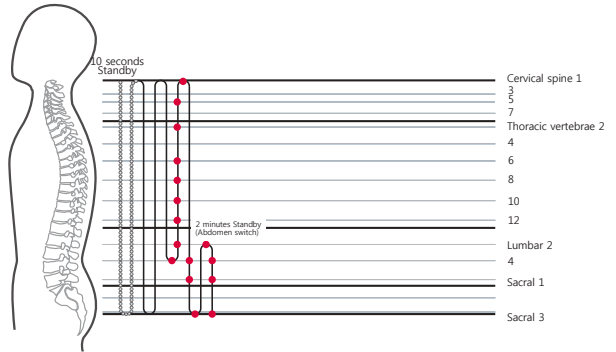 10 seconds
Standby
Cervical spine 1
3
5
7
Thoracic vertebrae 2
4
6
8
10
12
2 minutes Standby
(Abdomen switch)
Lumbar 2
4
Sacral 1
Sacral 3